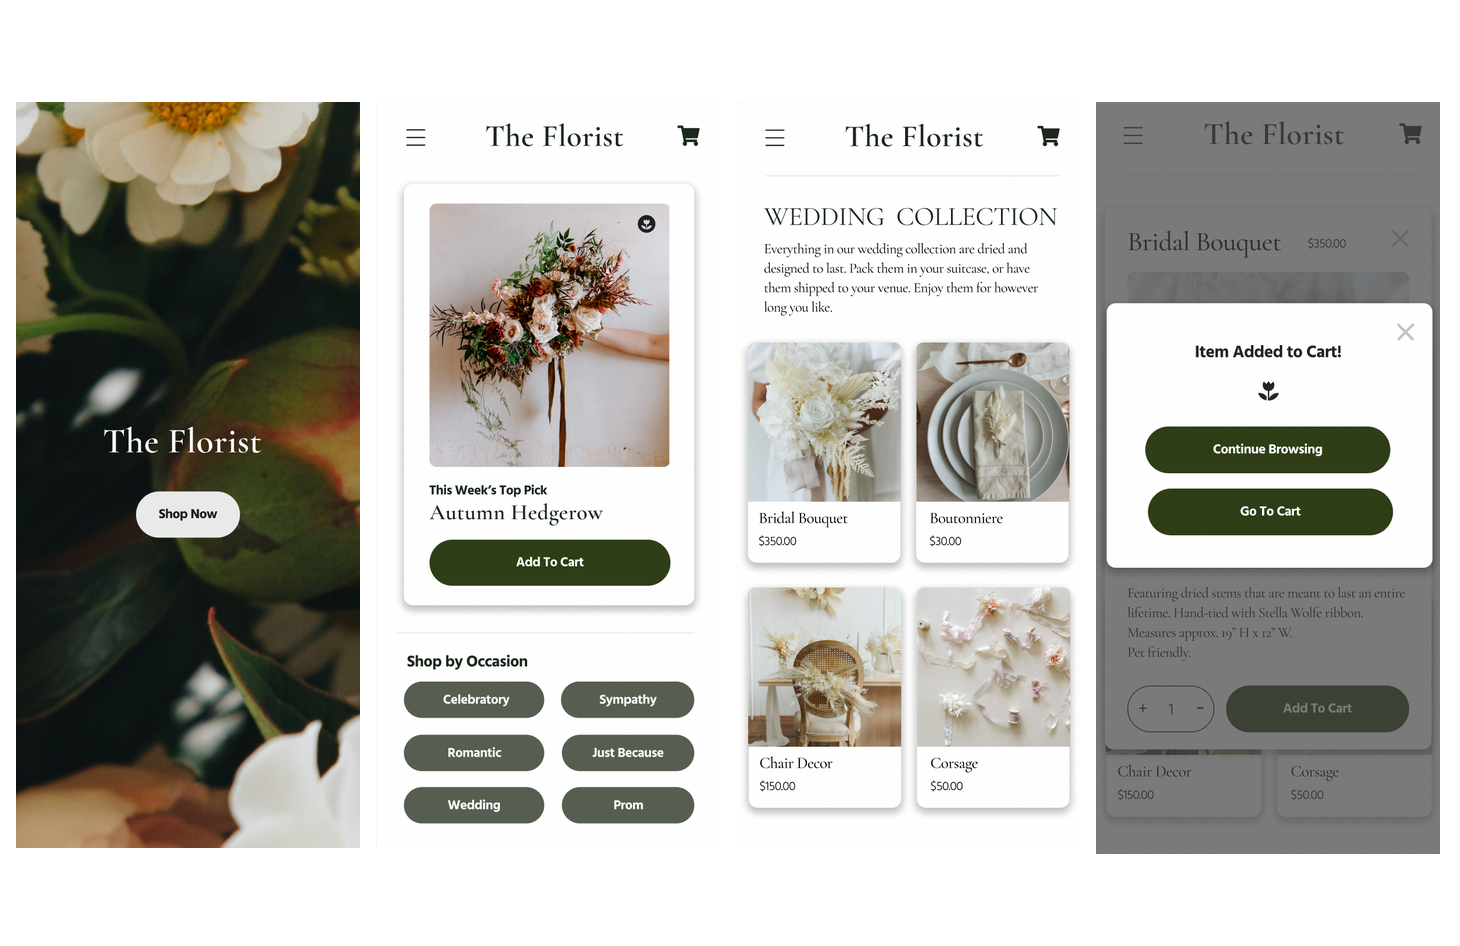 The Florist
Shop Now
The Florist
This Week's Top Pick
Autumn Hedgerow
Add To Cart
Shop by Occasion
Celebratory
Sympathy
Romantic
Just Because
Wedding
Prom
The Florist
WEDDING COLLECTION
Everything in our wedding collection are dried and
designed to last. Pack them in your suitcase, or have
them shipped to your venue. Enjoy them for however
long you like.
Bridal Bouquet
$350.00
Boutonniere
$30.00
Chair Decor
$150.00
Corsage
$50.00
The Florist
Bridal Bouquet
$350.00
Item Added to Cart!
Continue Browsing
Go To Cart
Featuring dried stems that are meant to last an entire
lifetime. Hand-tied with Stella Wolfe ribbon.
Measures approx. 19" H x 12" W.
Pet friendly.
+ 1 -
Add To Cart
Chair Decor
$150.00
Corsage
$50.00